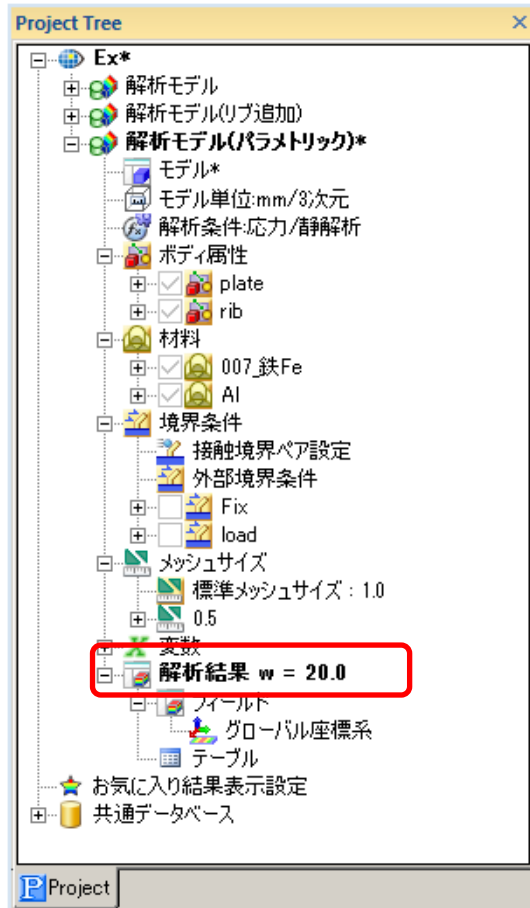 Project Tree
Ex*
解析モデル
解析モデル(リブ追加)
解析モデル(パラメトリック)*
モデル*
モデル単位:mm/3次元
解析条件:応力/静解析
ボディ属性
plate
rib
材料
007_鉄Fe
Al
境界条件
接触境界ペア設定
外部境界条件
Fix
load
メッシュサイズ
標準メッシュサイズ : 1.0
0.5
変数
解析結果 w = 20.0
フィールド
グローバル座標系
テーブル
お気に入り結果表示設定
共通データベース
Project